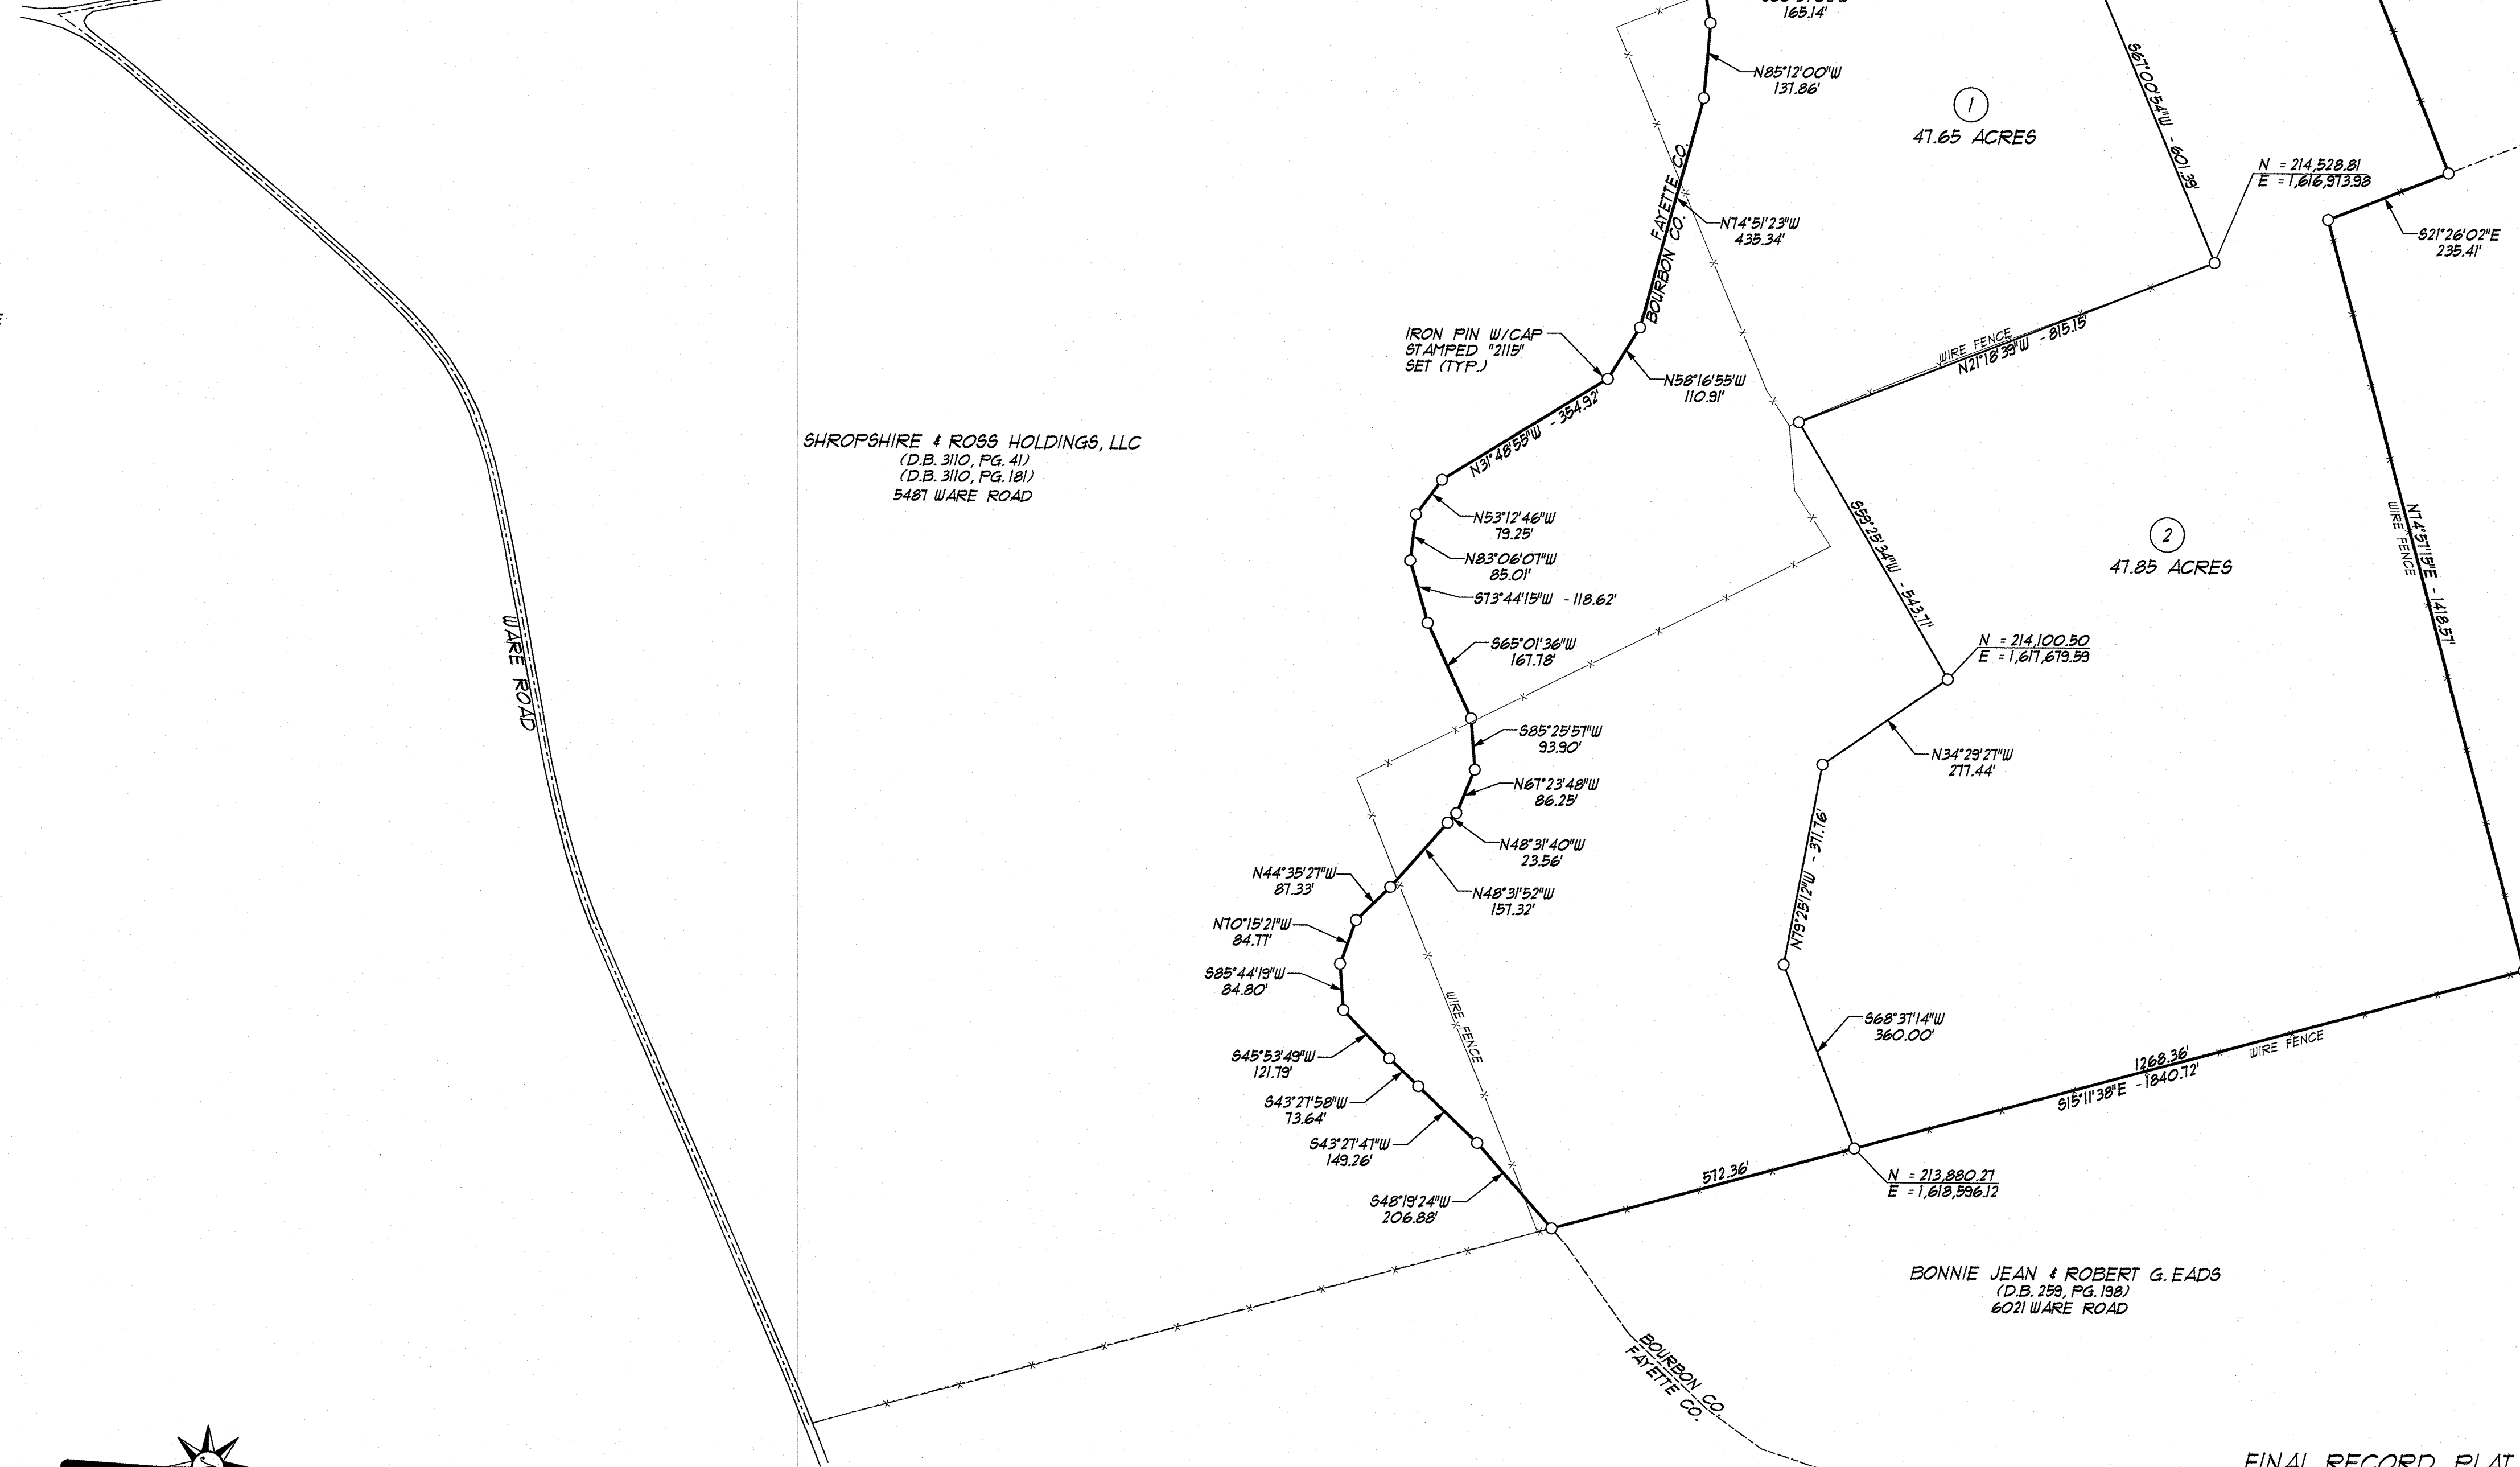 165.14'
N85°12'00"W
137.86'
1
47.65 ACRES
S67°00'54"W - 601.39'
N = 214,528.81
E = 1,616,973.98
FAYETTE CO.
BOURBON CO.
N74°51'23"W
435.34'
S21°26'02"E
235.41'
IRON PIN W/CAP
STAMPED "2115"
SET (TYP.)
N58°16'55"W
110.91'
WIRE FENCE
N21°18'39"W - 815.15'
N31°48'55"W - 354.92'
SHROPSHIRE & ROSS HOLDINGS, LLC
(D.B. 3110, PG. 41)
(D.B. 3110, PG. 181)
5487 WARE ROAD
N53°12'46"W
79.25'
N83°06'07"W
85.01'
S73°44'15"W - 118.62'
S65°01'36"W
167.78'
S59°25'34"W - 543.71'
2
47.85 ACRES
N74°57'15"E - 1418.57'
WIRE FENCE
WARE ROAD
N = 214,100.50
E = 1,617,679.59
S85°25'57"W
93.90'
N34°29'27"W
277.44'
N67°23'48"W
86.25'
N48°31'40"W
23.56'
N79°25'12"W - 371.76'
N44°35'27"W
87.33'
N48°31'52"W
157.32'
N70°15'21"W
84.77'
S85°44'19"W
84.80'
WIRE FENCE
S68°37'14"W
360.00'
S45°53'49"W
121.79'
1268.36'
WIRE FENCE
S15°11'38"E - 1840.72'
S43°27'58"W
73.64'
S43°27'47"W
149.26'
572.36'
N = 213,880.27
E = 1,618,596.12
S48°19'24"W
206.88'
BONNIE JEAN & ROBERT G. EADS
(D.B. 259, PG. 198)
6021 WARE ROAD
BOURBON CO.
FAYETTE CO.
FINAL RECORD PLAT